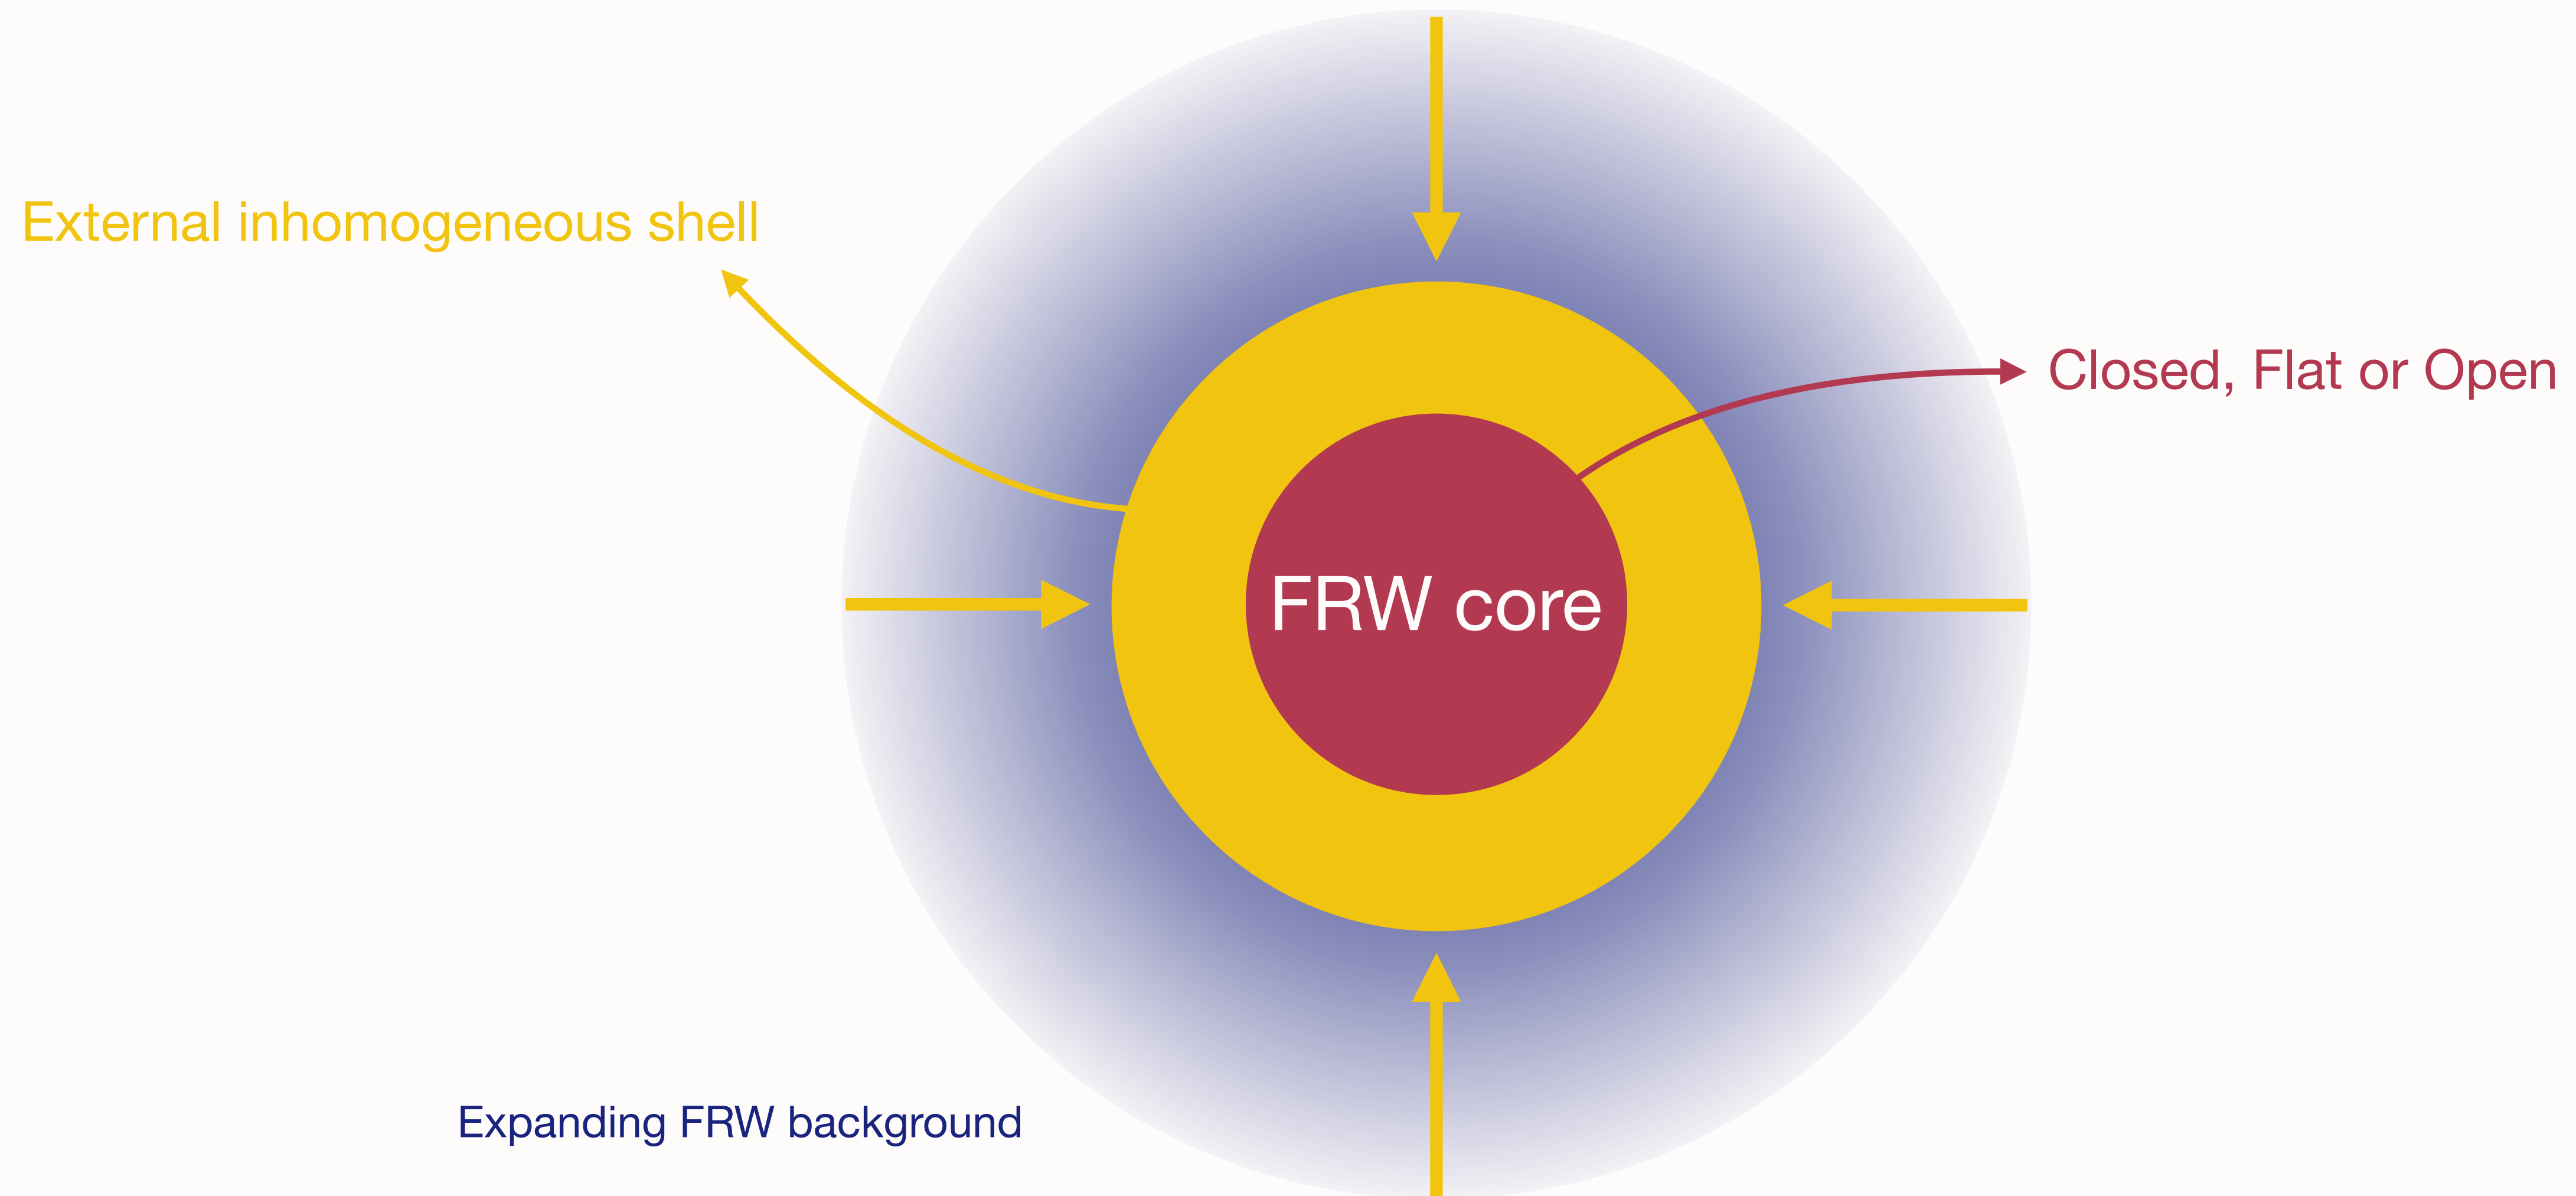 External inhomogeneous shell
Closed, Flat or Open
FRW core
Expanding FRW background